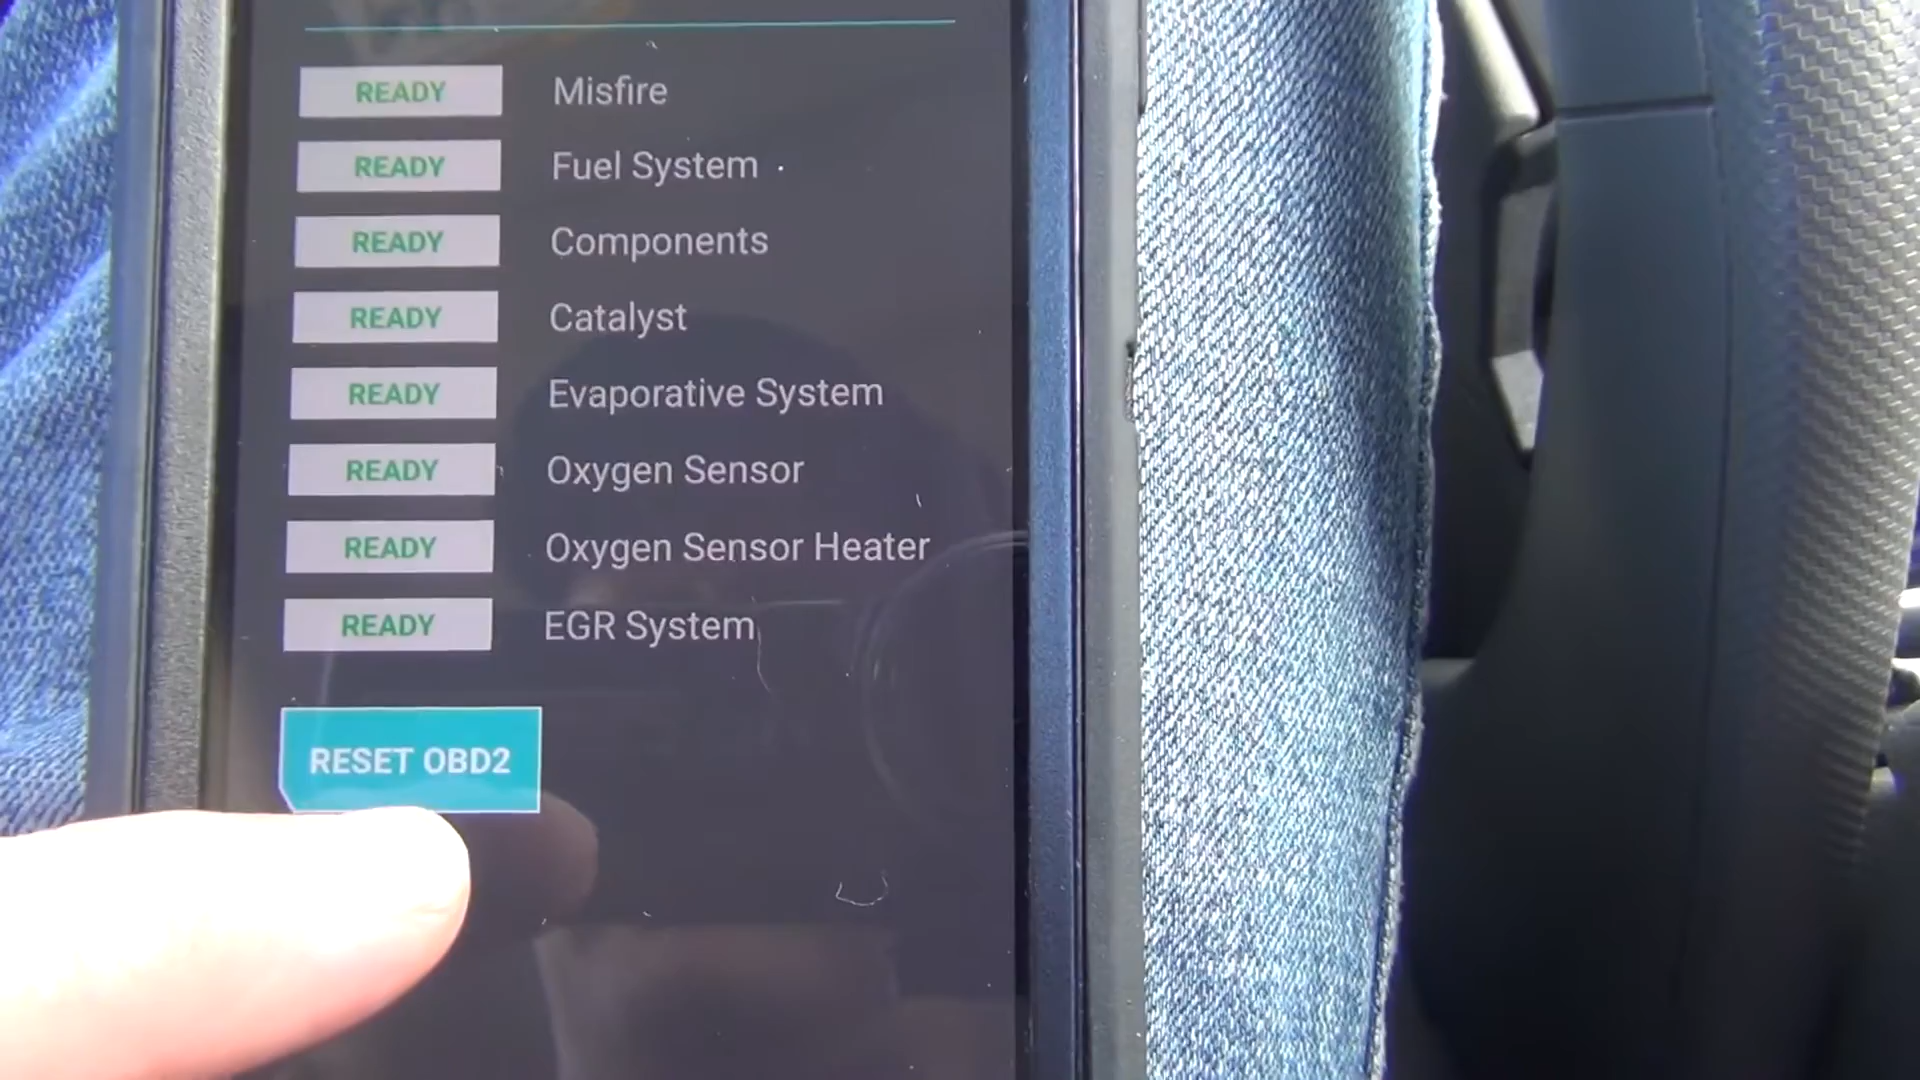 READY Misfire
READY Fuel System
READY Components
READY Catalyst
READY Evaporative System
READY Oxygen Sensor
READY Oxygen Sensor Heater
READY EGR System
RESET OBD2